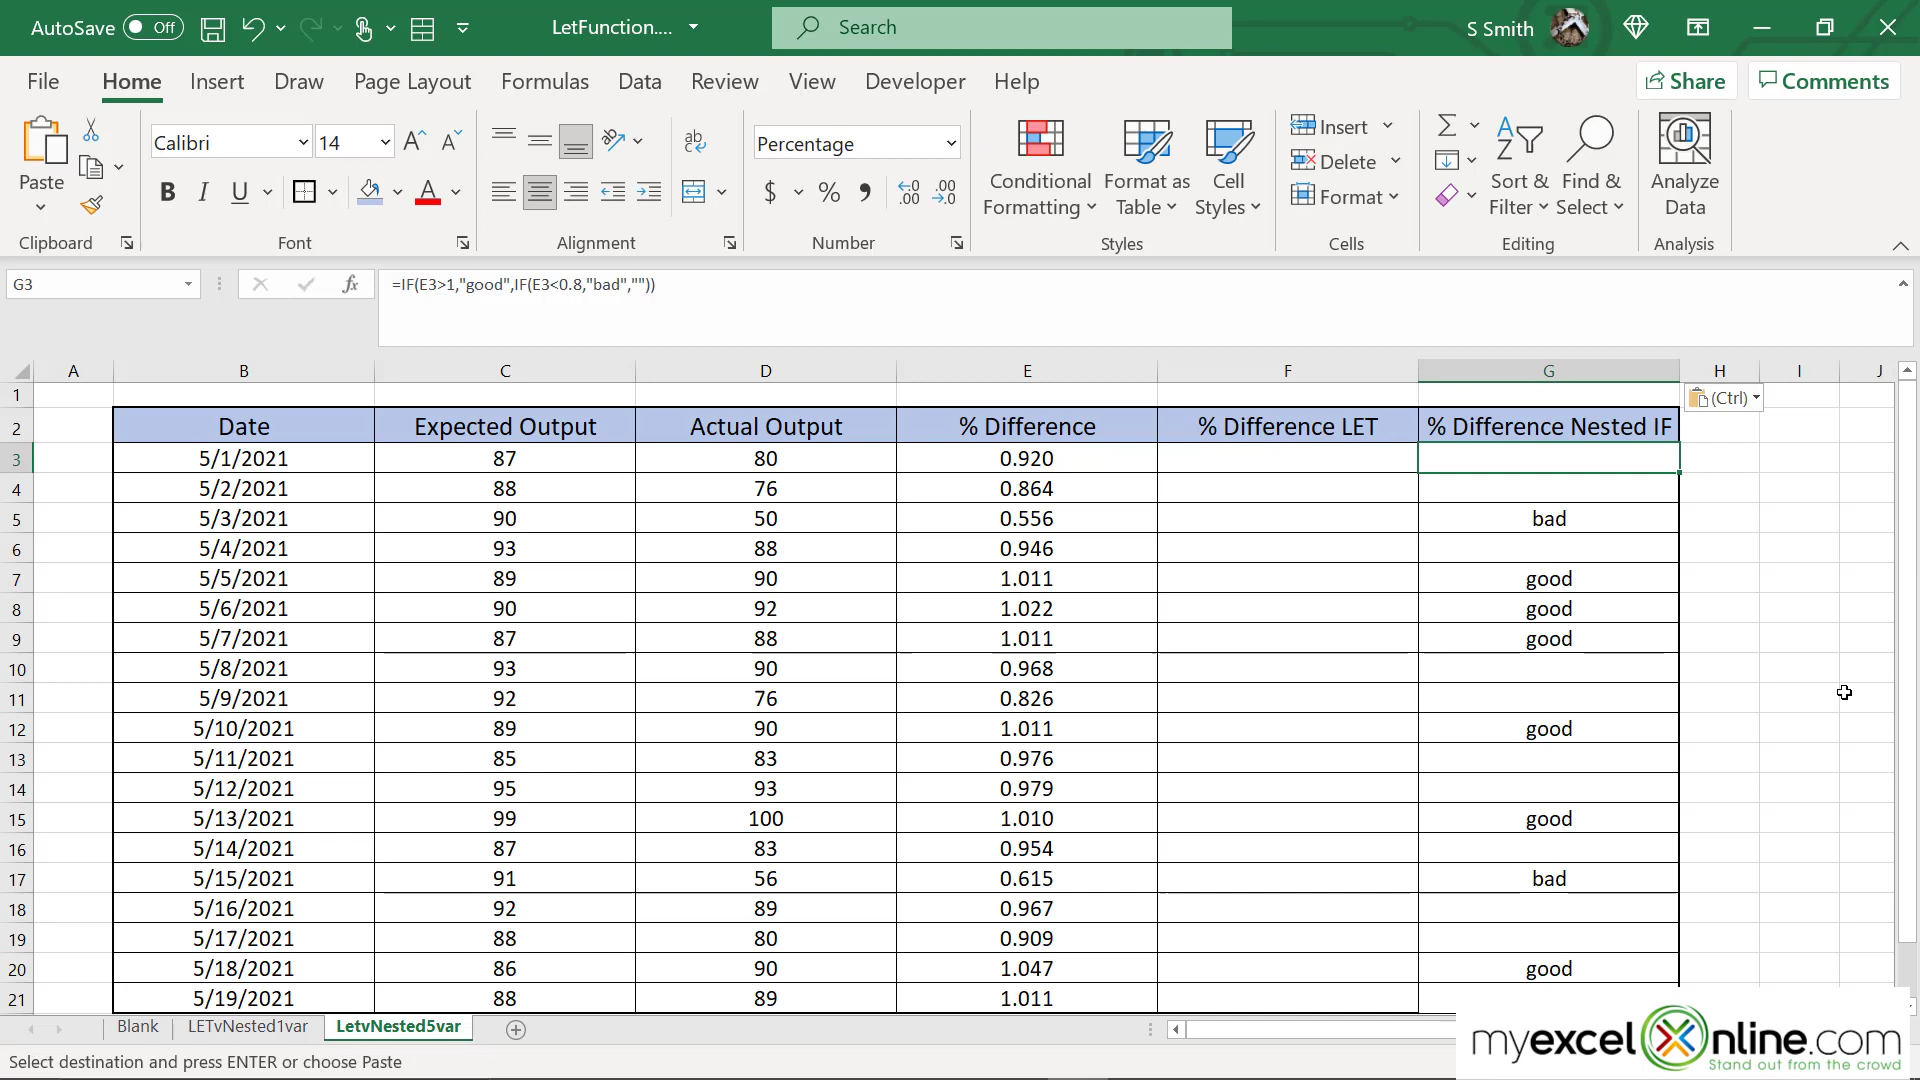 AutoSave Off LetFunction.... Search S Smith
File Home Insert Draw Page Layout Formulas Data Review View Developer Help Share Comments
Paste Calibri 14 ab c Percentage Conditional Formatting Format as Table Cell Styles Insert Delete Format Sort & Filter Find & Select Analyze Data
B I U A $ % , .00
Clipboard Font Alignment Number Styles Cells Editing Analysis
G3 fx =IF(E3>1,"good",IF(E3<0.8,"bad",""))
A B C D E F G H I J
1 (Ctrl)
2 Date Expected Output Actual Output % Difference % Difference LET % Difference Nested IF
3 5/1/2021 87 80 0.920
4 5/2/2021 88 76 0.864
5 5/3/2021 90 50 0.556 bad
6 5/4/2021 93 88 0.946
7 5/5/2021 89 90 1.011 good
8 5/6/2021 90 92 1.022 good
9 5/7/2021 87 88 1.011 good
10 5/8/2021 93 90 0.968
11 5/9/2021 92 76 0.826
12 5/10/2021 89 90 1.011 good
13 5/11/2021 85 83 0.976
14 5/12/2021 95 93 0.979
15 5/13/2021 99 100 1.010 good
16 5/14/2021 87 83 0.954
17 5/15/2021 91 56 0.615 bad
18 5/16/2021 92 89 0.967
19 5/17/2021 88 80 0.909
20 5/18/2021 86 90 1.047 good
21 5/19/2021 88 89 1.011
Blank LETvNested1var LetvNested5var
Select destination and press ENTER or choose Paste
myexcelOnline.com
Stand out from the crowd